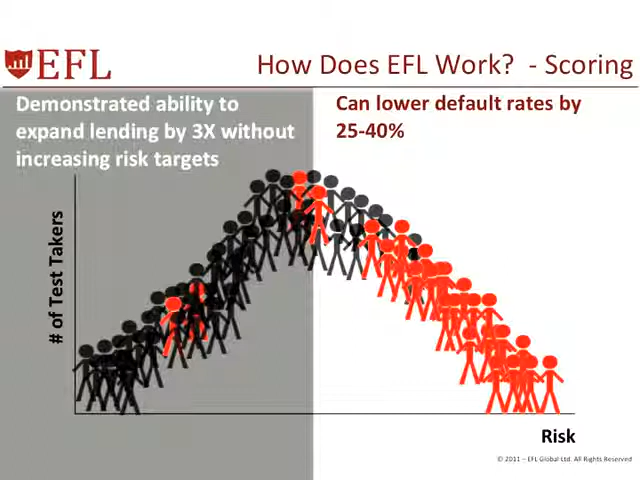 EFL
How Does EFL Work?  - Scoring
Demonstrated ability to
expand lending by 3X without
increasing risk targets
Can lower default rates by
25-40%
# of Test Takers
Risk
© 2011 – EFL Global Ltd. All Rights Reserved